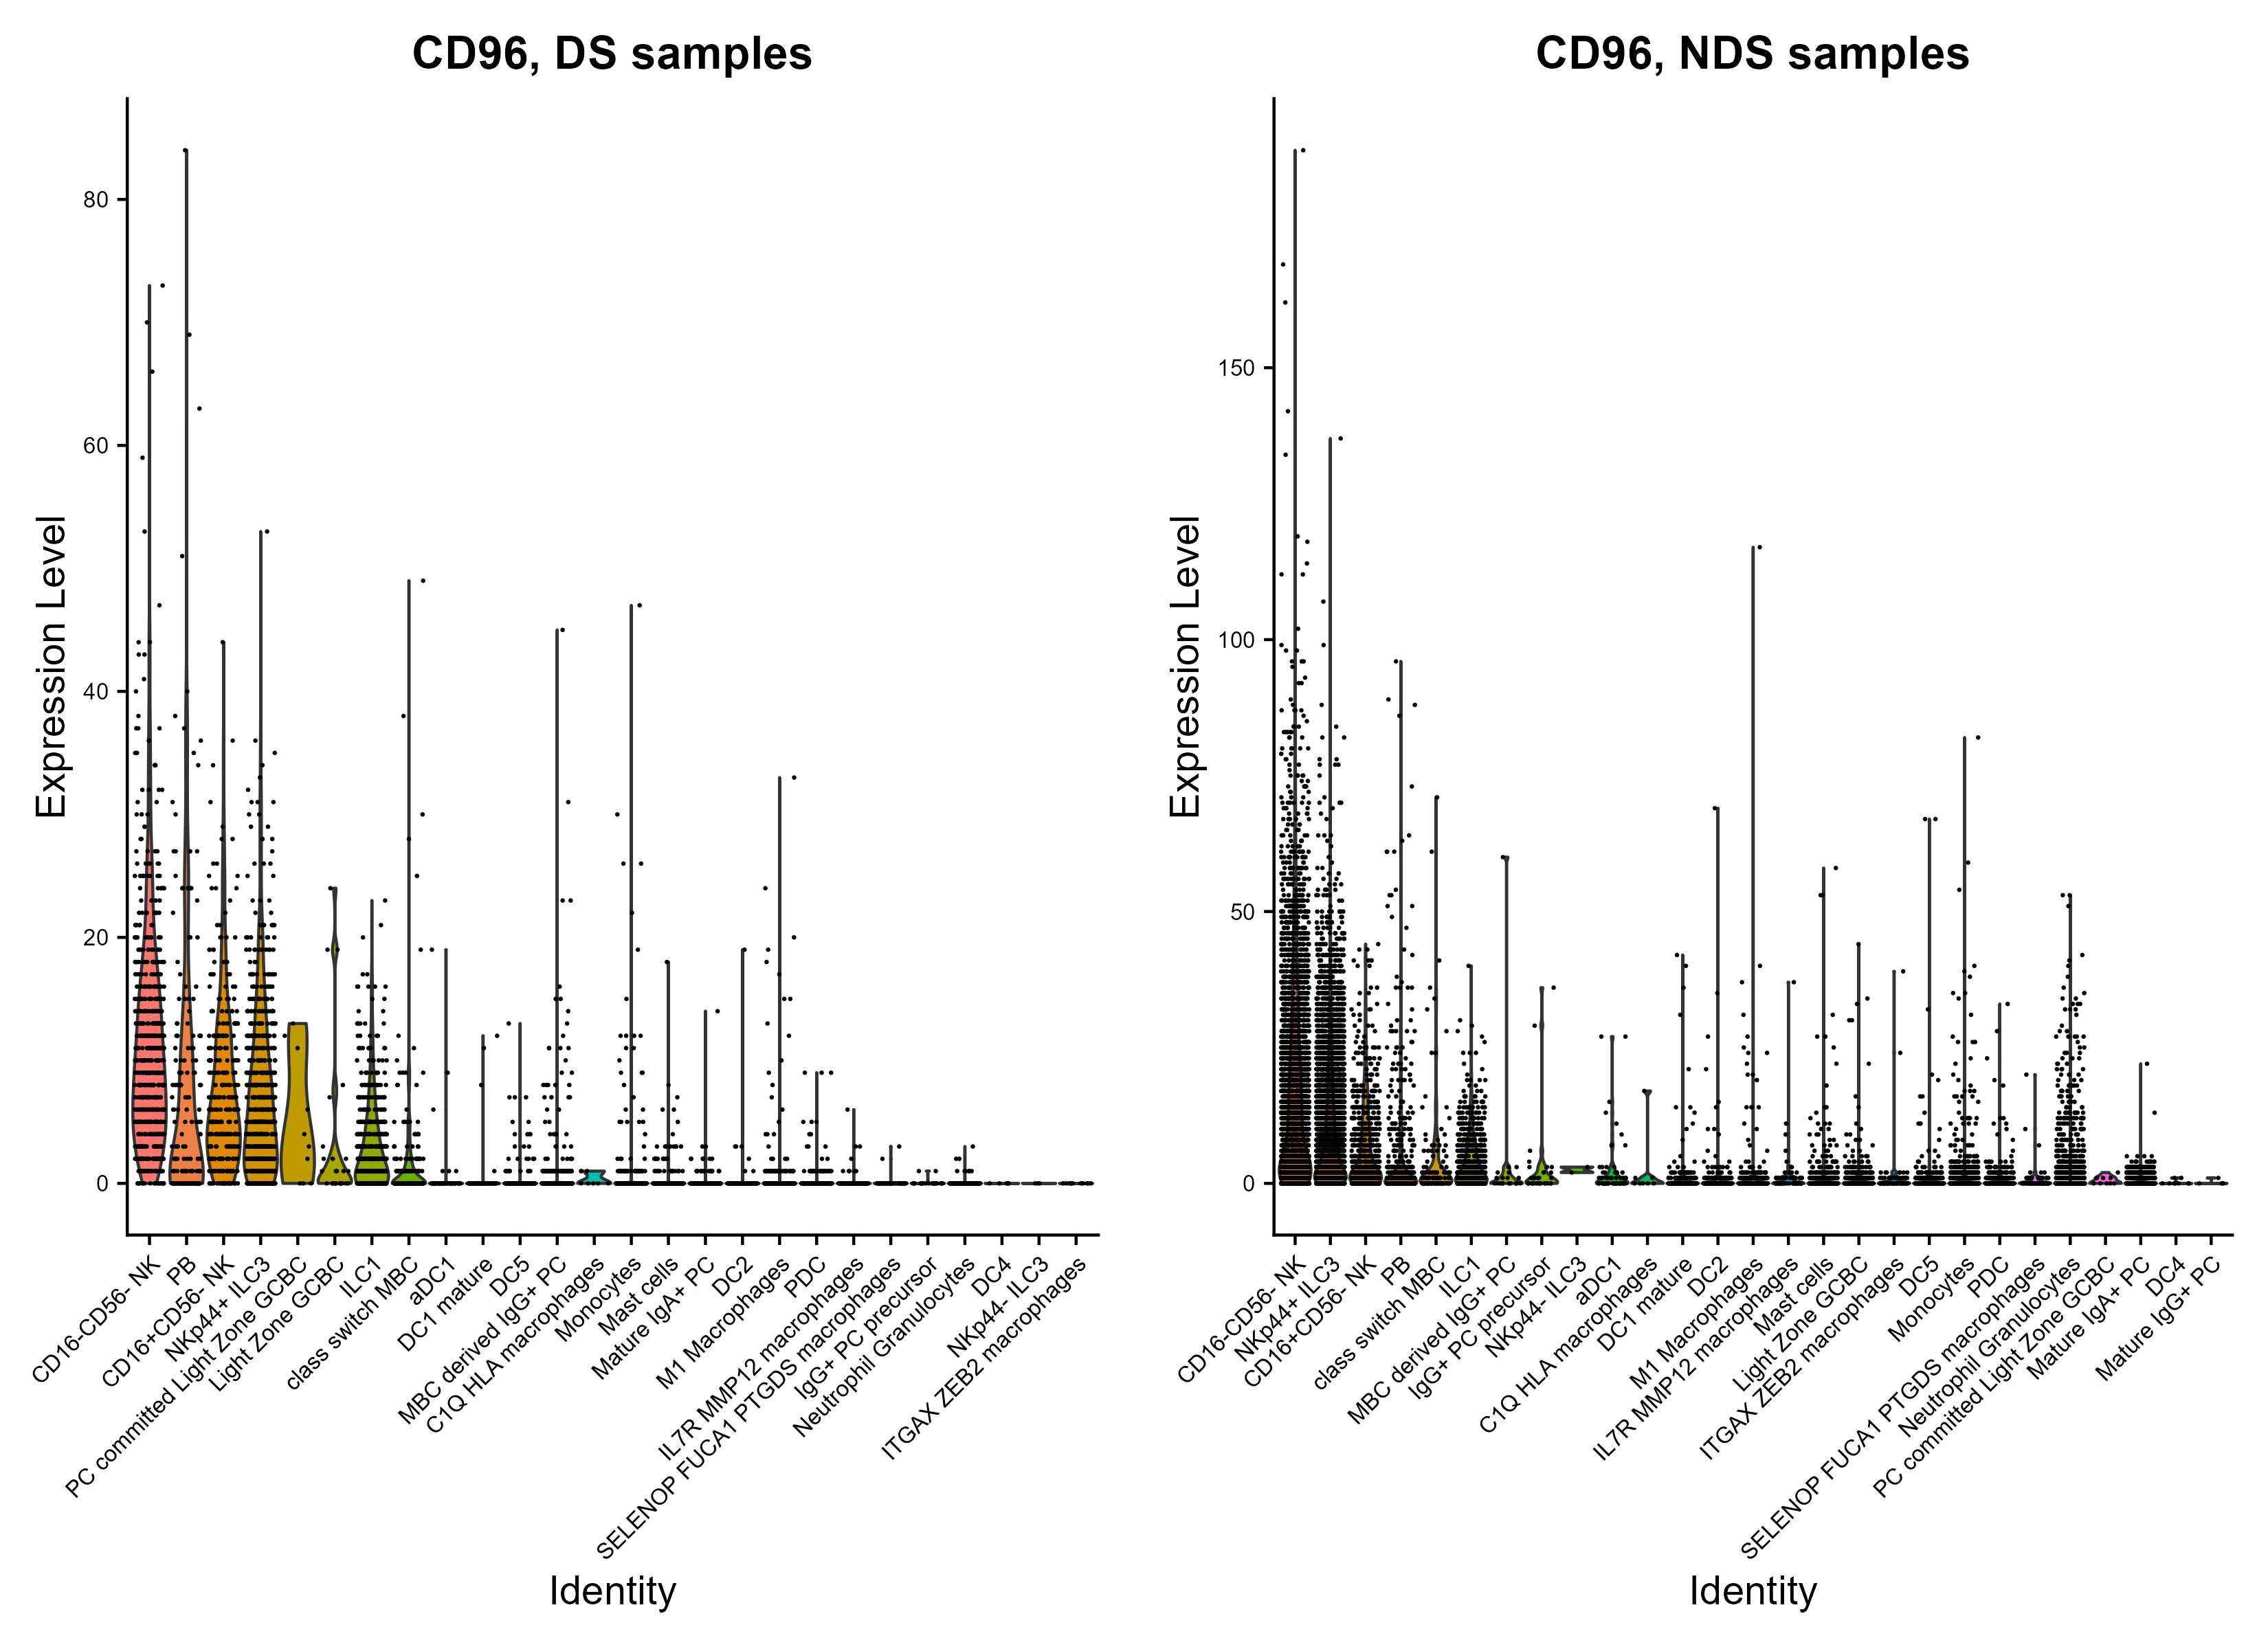 CD96, DS samples
Expression Level
80
60
40
20
0
CD16-CD56- NK
PB
CD16+CD56- NK
NKp44+ ILC3
PC committed Light Zone GCBC
Light Zone GCBC
ILC1
class switch MBC
aDC1
DC1 mature
DC5
MBC derived IgG+ PC
C1Q HLA macrophages
Monocytes
Mast cells
Mature IgA+ PC
DC2
M1 Macrophages
PDC
IL7R MMP12 macrophages
SELENOP FUCA1 PTGDS macrophages
IgG+ PC precursor
Neutrophil Granulocytes
DC4
NKp44- ILC3
ITGAX ZEB2 macrophages
Identity
CD96, NDS samples
Expression Level
150
100
50
0
CD16-CD56- NK
NKp44+ ILC3
CD16+CD56- NK
PB
class switch MBC
ILC1
MBC derived IgG+ PC
IgG+ PC precursor
NKp44- ILC3
aDC1
C1Q HLA macrophages
DC1 mature
DC2
M1 Macrophages
IL7R MMP12 macrophages
Mast cells
Light Zone GCBC
ITGAX ZEB2 macrophages
DC5
Monocytes
PDC
SELENOP FUCA1 PTGDS macrophages
Neutrophil Granulocytes
PC committed Light Zone GCBC
Mature IgA+ PC
DC4
Mature IgG+ PC
Identity